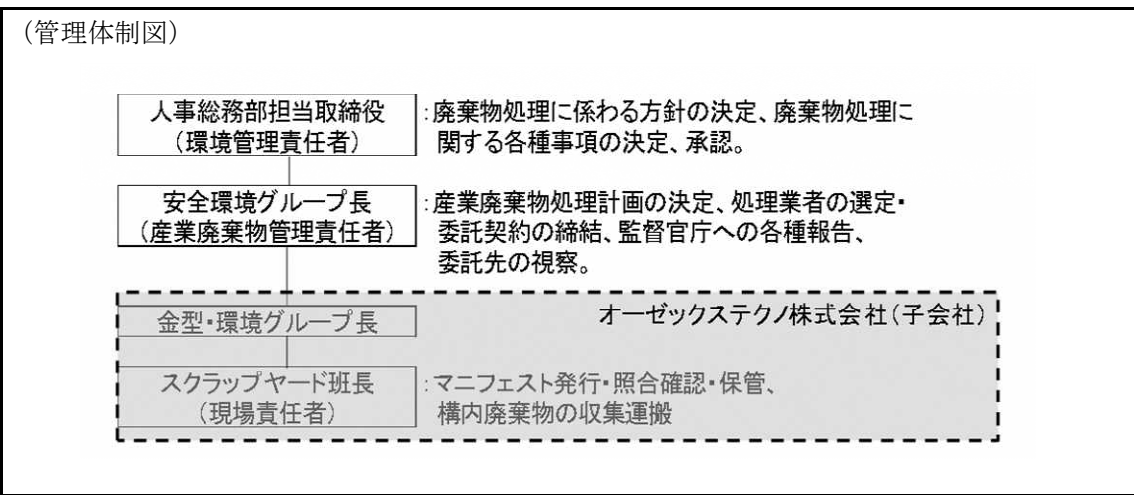 （管理体制図）
人事総務部担当取締役
（環境管理責任者）
：廃棄物処理に係わる方針の決定、廃棄物処理に
関する各種事項の決定、承認。
安全環境グループ長
（産業廃棄物管理責任者）
：産業廃棄物処理計画の決定、処理業者の選定・
委託契約の締結、監督官庁への各種報告、
委託先の視察。
オーゼックステクノ株式会社（子会社）
金型・環境グループ長
スクラップヤード班長
（現場責任者）
：マニフェスト発行・照合確認・保管、
構内廃棄物の収集運搬